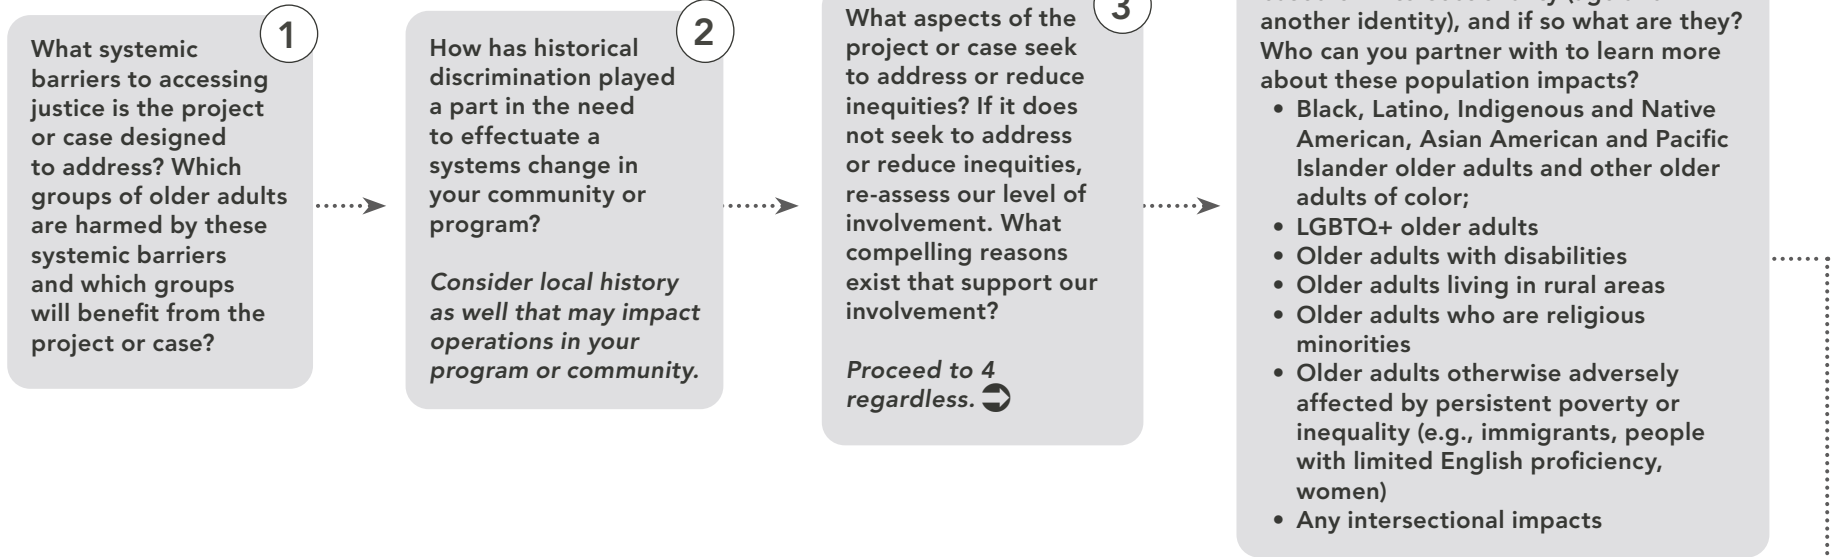 1
What systemic
barriers to accessing
justice is the project
or case designed
to address? Which
groups of older adults
are harmed by these
systemic barriers
and which groups
will benefit from the
project or case?
2
How has historical
discrimination played
a part in the need
to effectuate a
systems change in
your community or
program?
Consider local history
as well that may impact
operations in your
program or community.
3
What aspects of the
project or case seek
to address or reduce
inequities? If it does
not seek to address
or reduce inequities,
re-assess our level of
involvement. What
compelling reasons
exist that support our
involvement?
Proceed to 4
regardless.
another identity), and if so what are they?
Who can you partner with to learn more
about these population impacts?
• Black, Latino, Indigenous and Native
American, Asian American and Pacific
Islander older adults and other older
adults of color;
• LGBTQ+ older adults
• Older adults with disabilities
• Older adults living in rural areas
• Older adults who are religious
minorities
• Older adults otherwise adversely
affected by persistent poverty or
inequality (e.g., immigrants, people
with limited English proficiency,
women)
• Any intersectional impacts